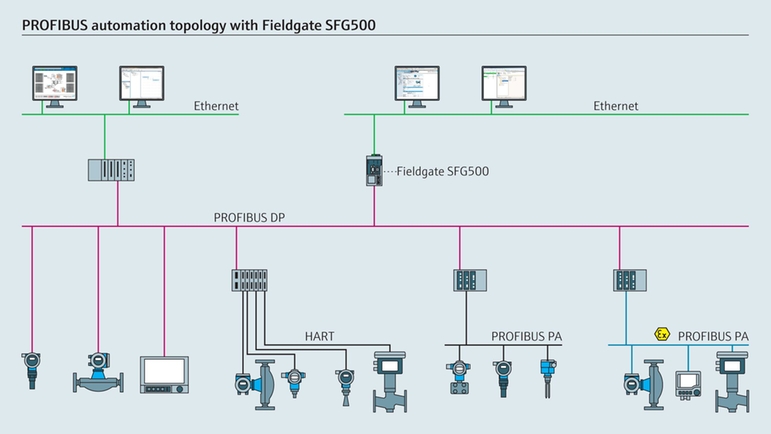 PROFIBUS automation topology with Fieldgate SFG500
Ethernet
Ethernet
Fieldgate SFG500
PROFIBUS DP
HART
PROFIBUS PA
Ex
PROFIBUS PA